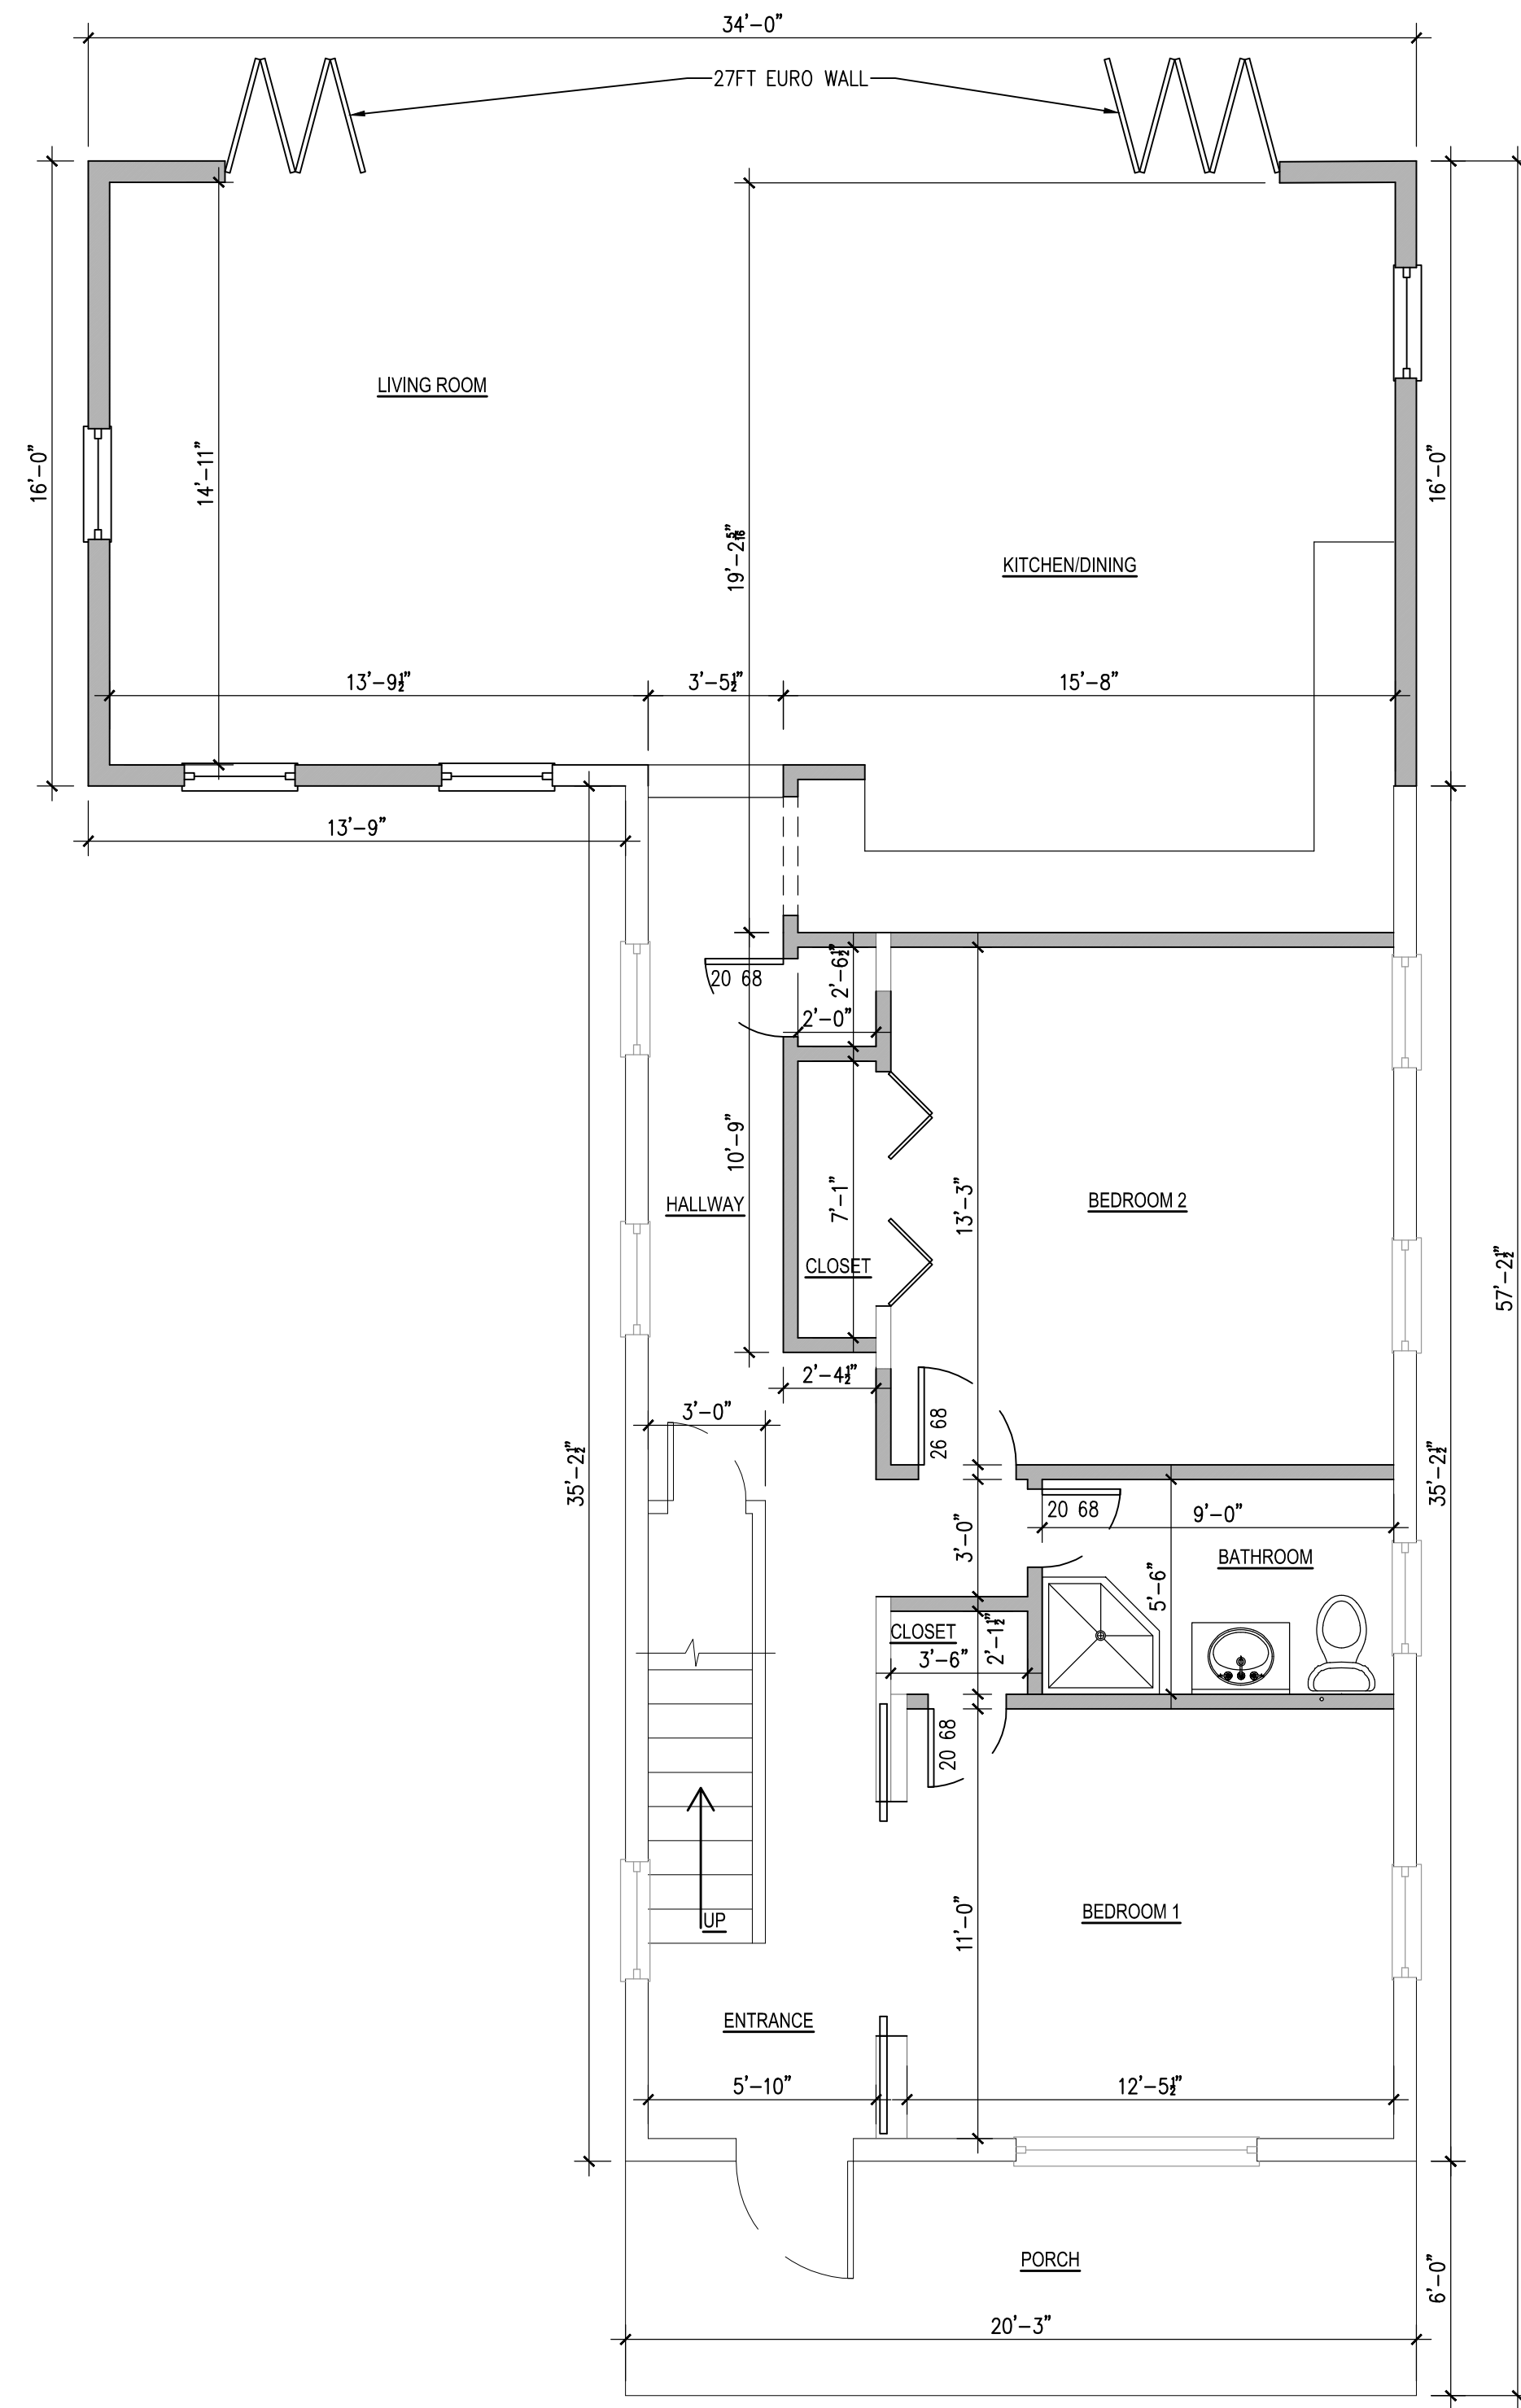 34'-0"
27FT EURO WALL
LIVING ROOM
16'-0"
14'-11"
16'-0"
19'-2 5/16"
KITCHEN/DINING
13'-9½"
3'-5½"
15'-8"
13'-9"
20 68
2'-6½"
2'-0"
10'-9"
7'-1"
13'-3"
HALLWAY
BEDROOM 2
CLOSET
57'-2½"
2'-4½"
3'-0"
26 68
35'-2½"
35'-2½"
20 68
9'-0"
3'-0"
BATHROOM
5'-6"
CLOSET
2'-1½"
3'-6"
20 68
UP
11'-0"
BEDROOM 1
ENTRANCE
5'-10"
12'-5½"
PORCH
6'-0"
20'-3"